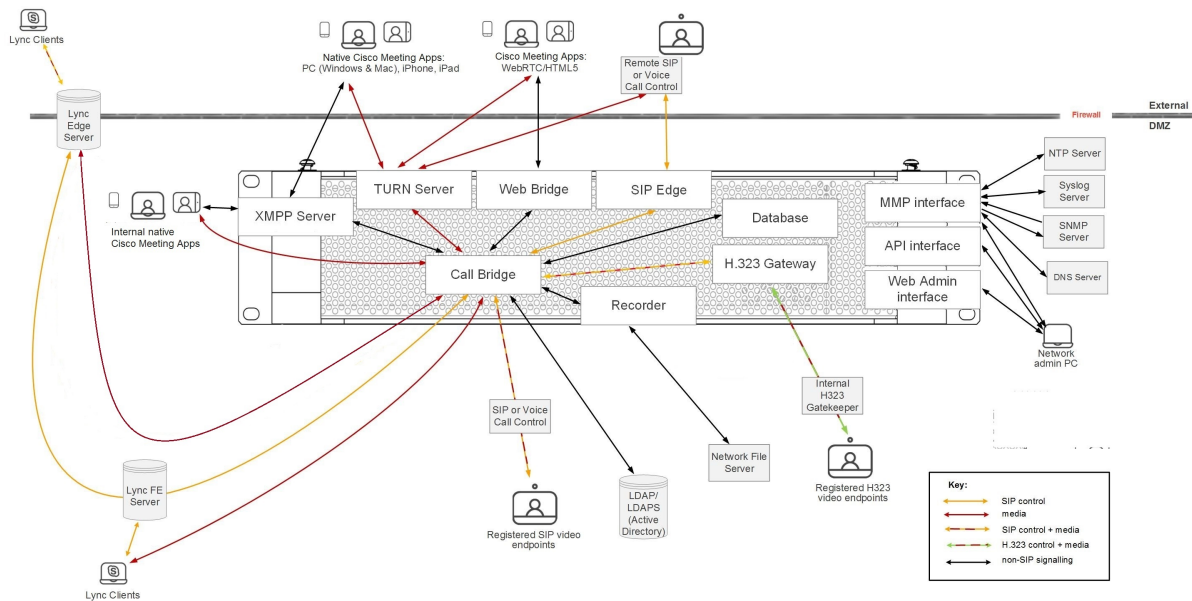 Lync Clients
Native Cisco Meeting Apps:
PC (Windows & Mac), iPhone, iPad
Cisco Meeting Apps:
WebRTC/HTML5
Remote SIP
or Voice
Call Control
Lync
Edge
Server
Firewall
External
DMZ
NTP Server
Syslog
Server
SNMP
Server
DNS Server
TURN Server
Web Bridge
SIP Edge
MMP interface
XMPP Server
Database
Internal native
Cisco Meeting Apps
API interface
Call Bridge
H.323 Gateway
Web Admin
interface
Recorder
Network
admin PC
Internal
H323
Gatekeeper
SIP or Voice
Call Control
Network File
Server
Registered H323
video endpoints
Lync FE
Server
LDAP/
LDAPS
(Active
Directory)
Registered SIP video
endpoints
Lync Clients
Key:
SIP control
media
SIP control + media
H.323 control + media
non-SIP signalling